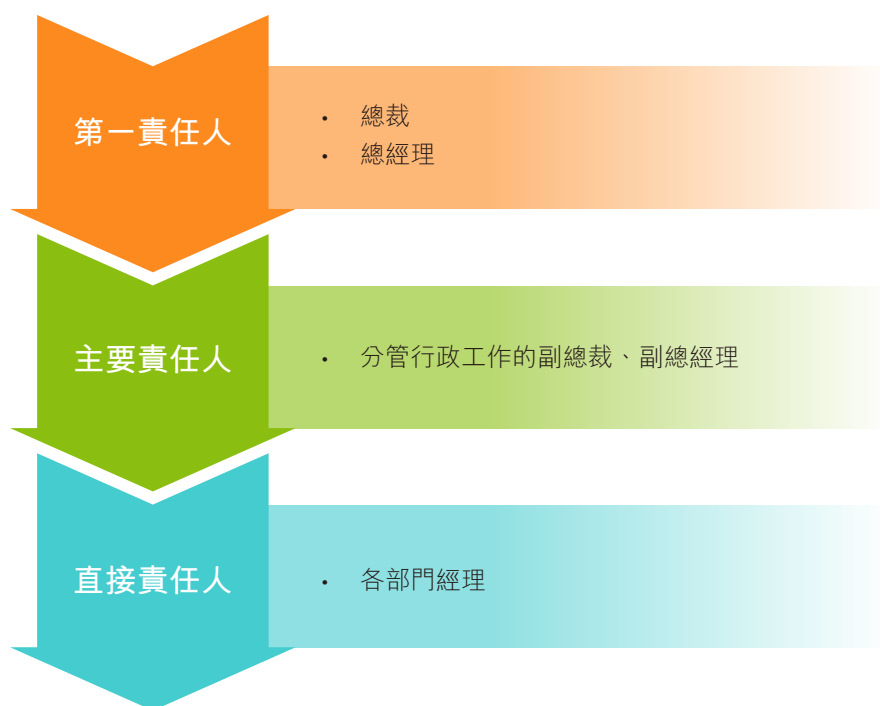 第一責任人
• 總裁
• 總經理
主要責任人
• 分管行政工作的副總裁、副總經理
直接責任人
• 各部門經理